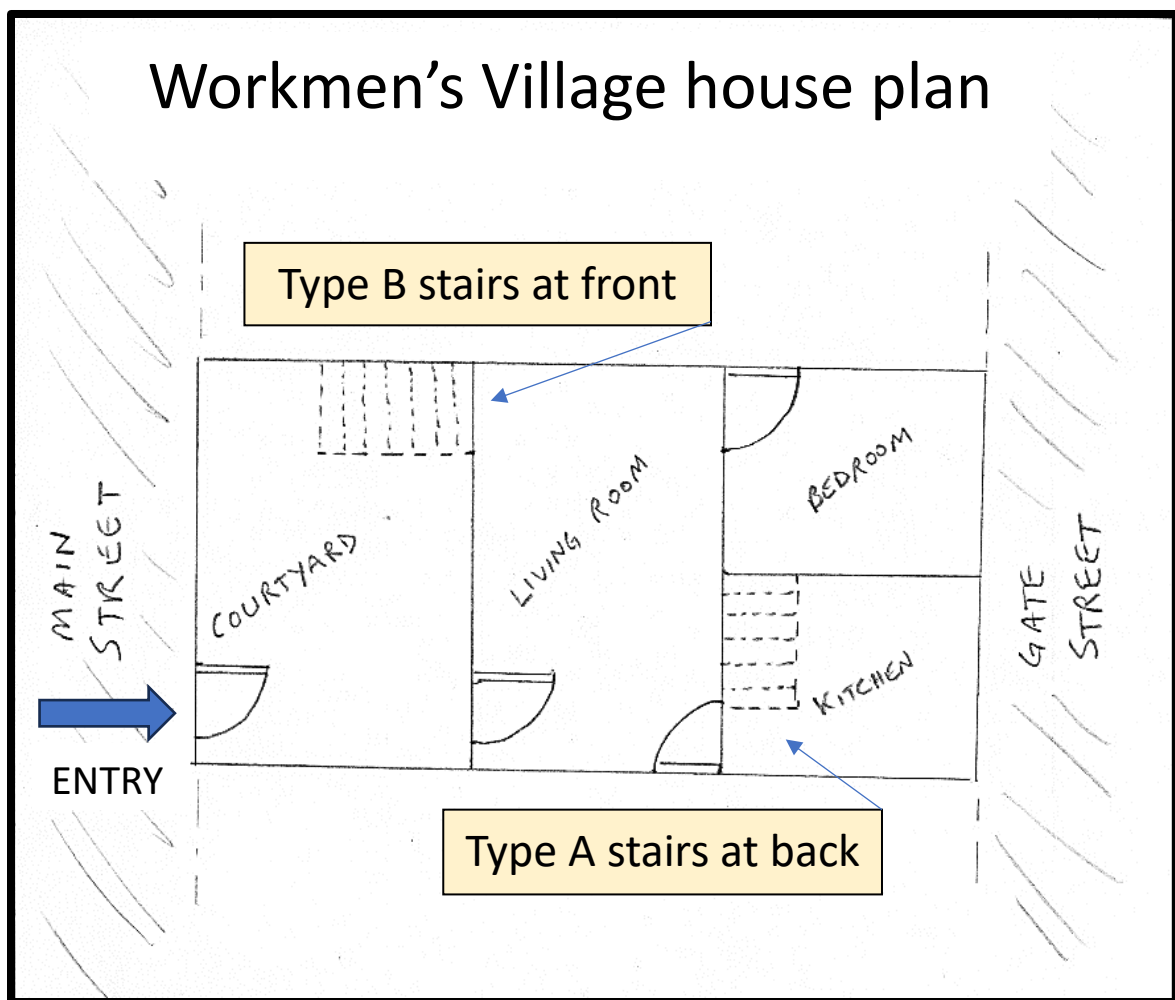 Workmen's Village house plan
Type B stairs at front
MAIN
STREET
COURTYARD
LIVING ROOM
BEDROOM
KITCHEN
GATE
STREET
ENTRY
Type A stairs at back